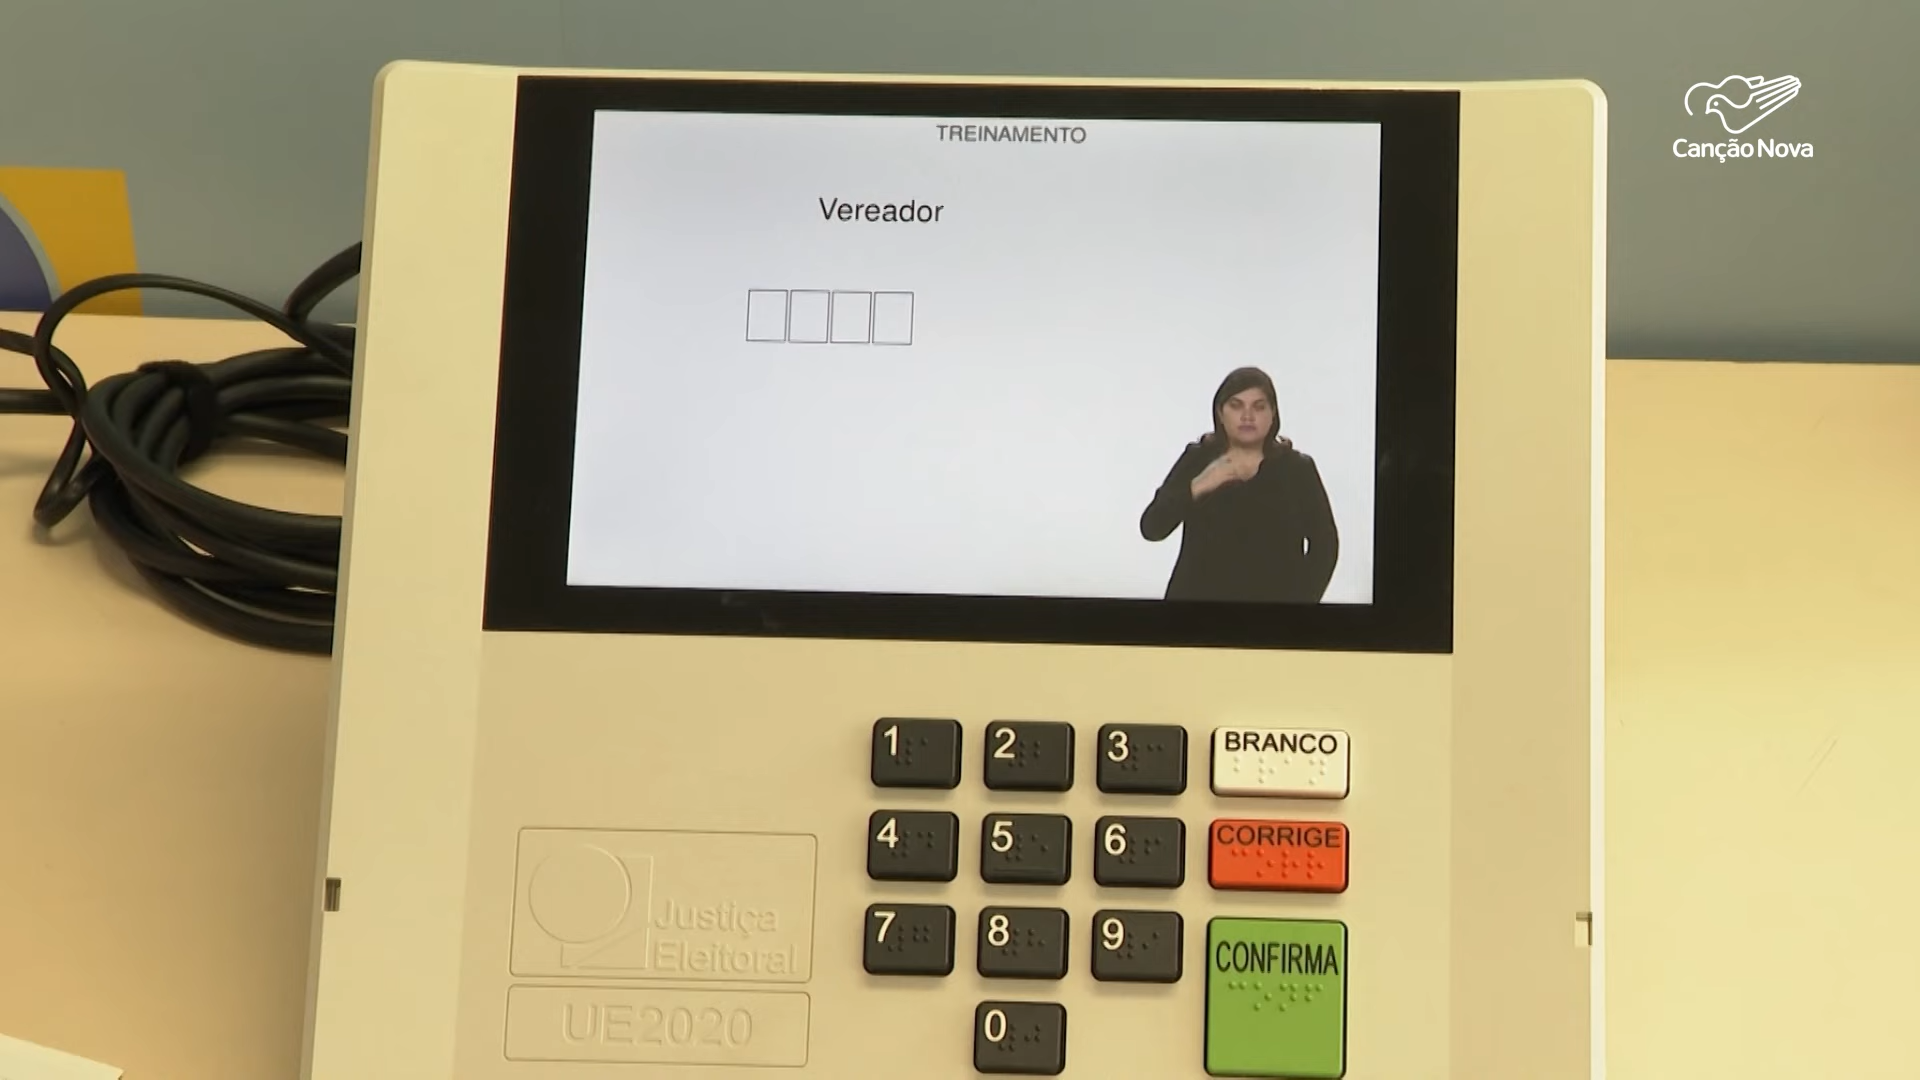 Canção Nova
TREINAMENTO
Vereador
1 2 3 BRANCO
4 5 6 CORRIGE
7 8 9 CONFIRMA
0
Justiça
Eleitoral
UE2020